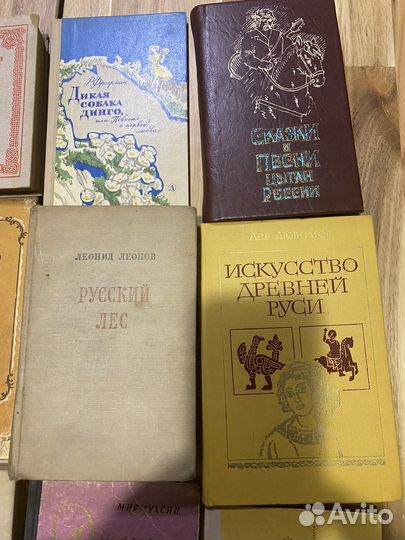 Р. Фраерман
ДИКАЯ
СОБАКА
ДИНГО,
или Повесть
о первой
любви
СКАЗКИ
И
ПЕСНИ
ЦЫГАН
РОССИИ
ЛЕОНИД ЛЕОНОВ
РУССКИЙ
ЛЕС
Лев Любимов
ИСКУССТВО
ДРЕВНЕЙ
РУСИ
МИРМУХСИН
Avito